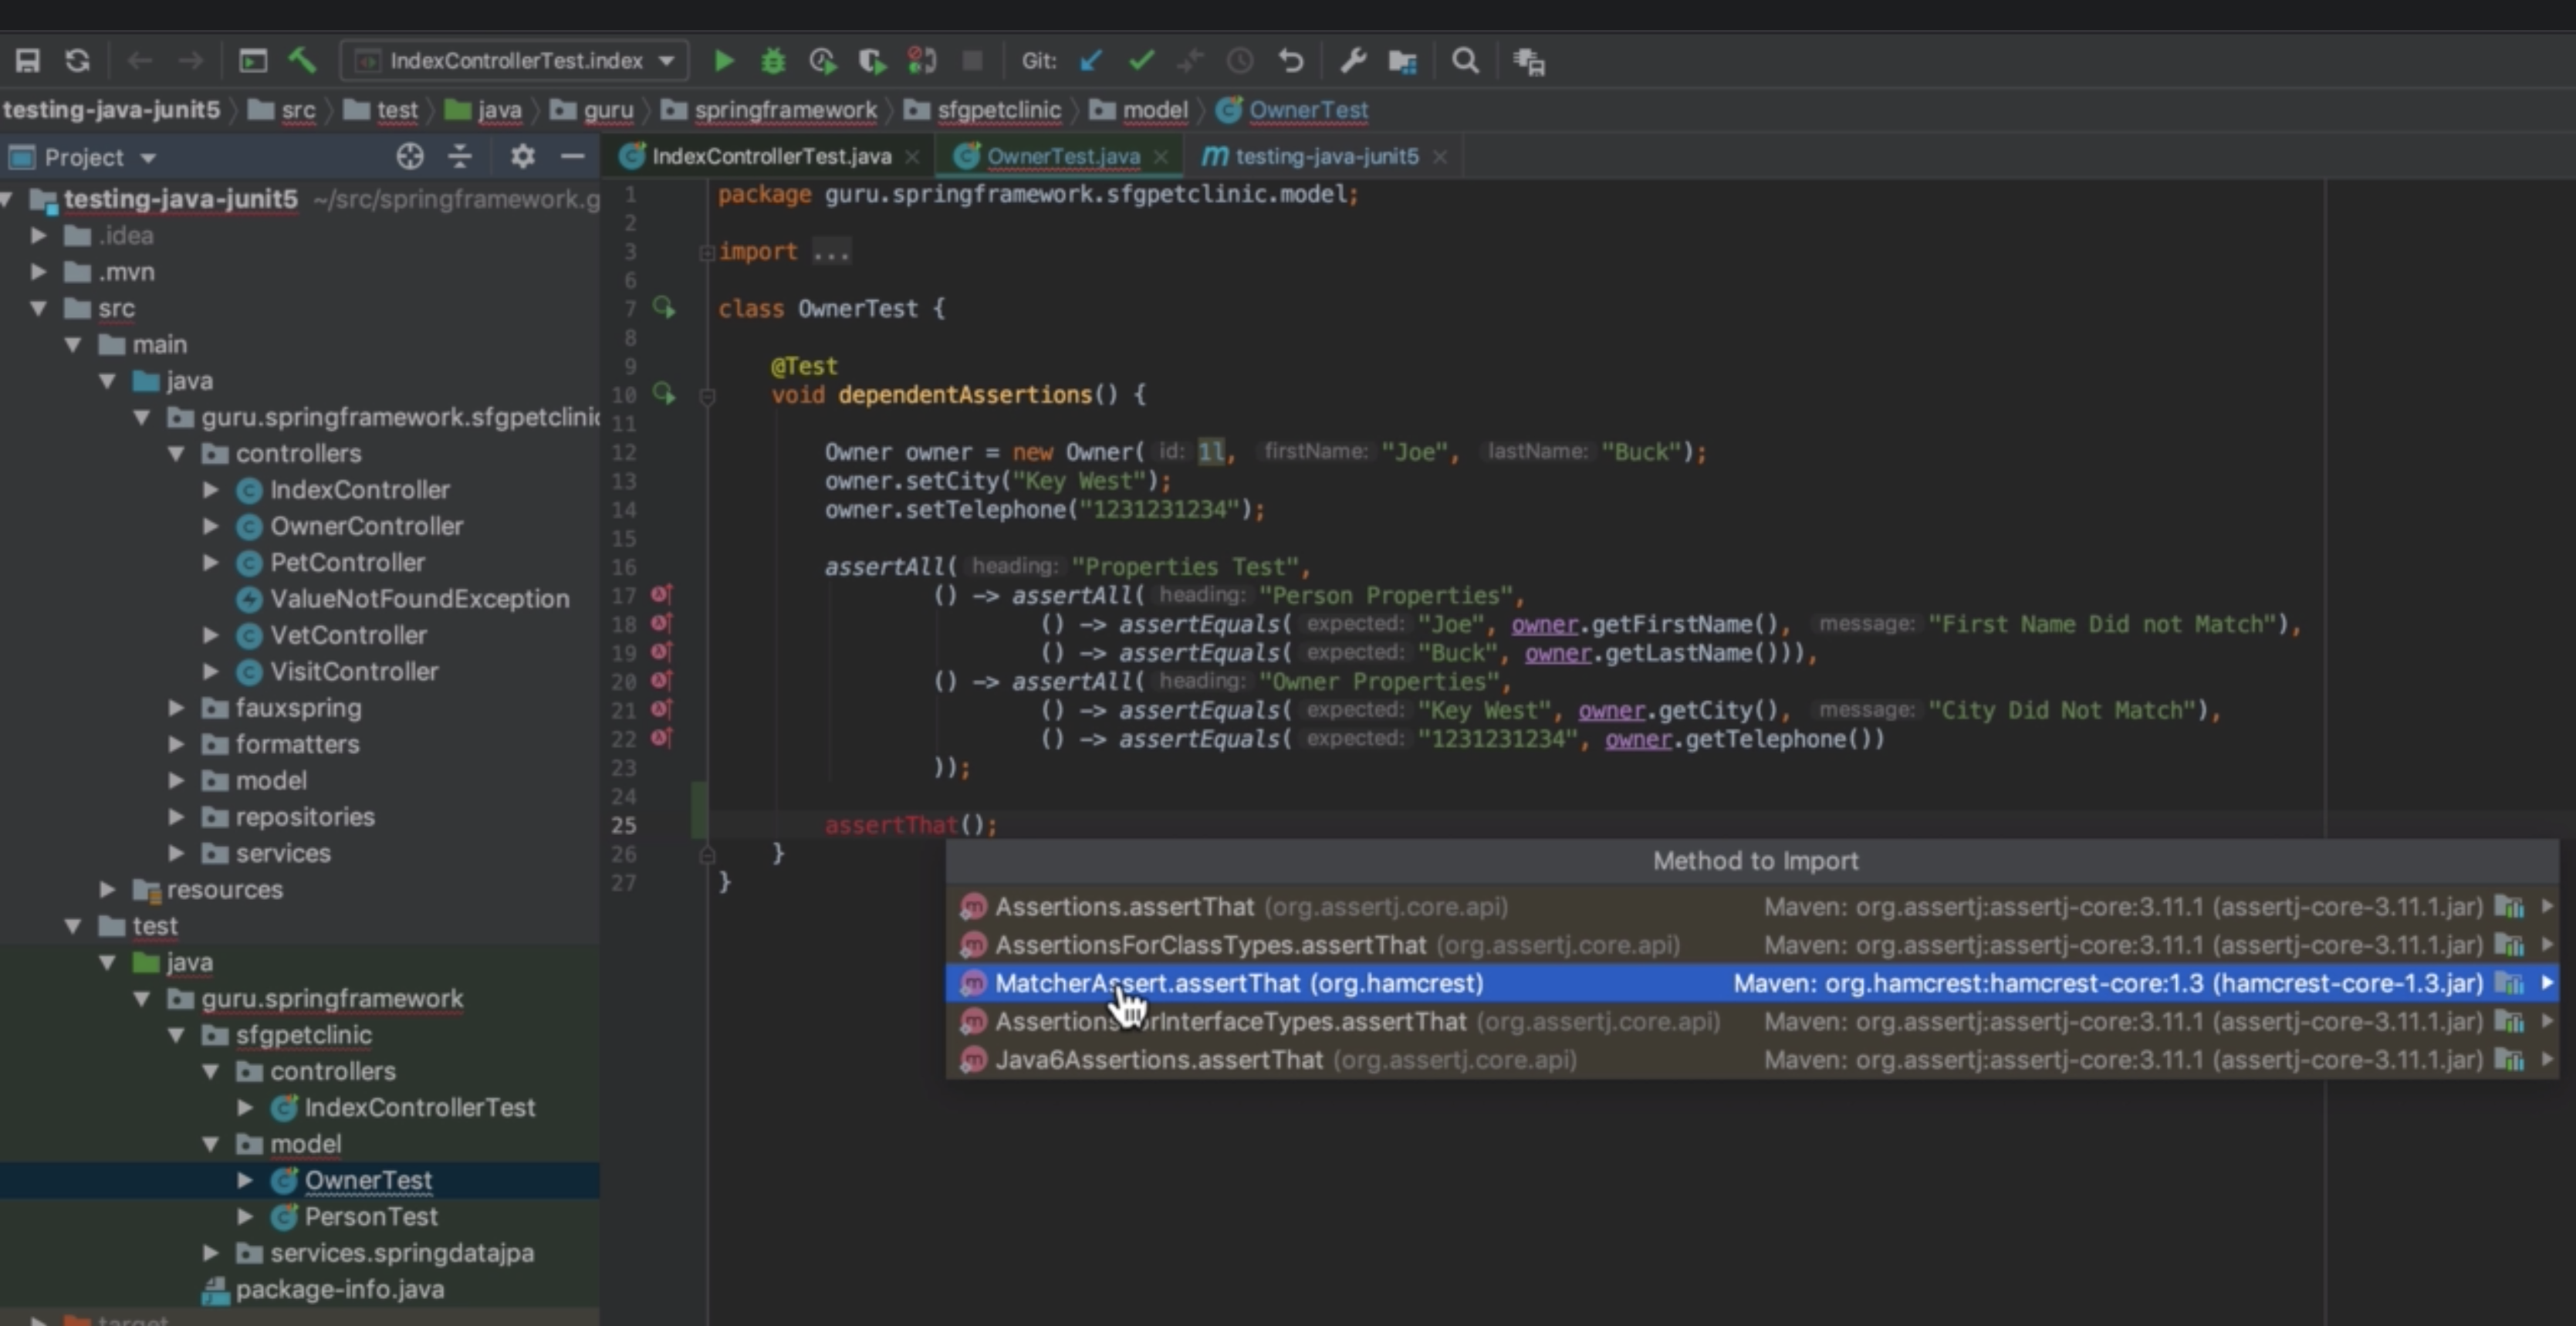 IndexControllerTest.index
Git:
testing-java-junit5 src test java guru springframework sfgpetclinic model OwnerTest
Project
IndexControllerTest.java
OwnerTest.java
testing-java-junit5
testing-java-junit5 ~/src/springframework.g
.idea
.mvn
src
main
java
guru.springframework.sfgpetclinic
controllers
IndexController
OwnerController
PetController
ValueNotFoundException
VetController
VisitController
fauxspring
formatters
model
repositories
services
resources
test
java
guru.springframework
sfgpetclinic
controllers
IndexControllerTest
model
OwnerTest
PersonTest
services.springdatajpa
package-info.java
target
1 package guru.springframework.sfgpetclinic.model;
2
3 import ...
6
7 class OwnerTest {
8
9 @Test
10 void dependentAssertions() {
11
12 Owner owner = new Owner( id: 1l, firstName: "Joe", lastName: "Buck");
13 owner.setCity("Key West");
14 owner.setTelephone("1231231234");
15
16 assertAll( heading: "Properties Test",
17 () -> assertAll( heading: "Person Properties",
18 () -> assertEquals( expected: "Joe", owner.getFirstName(), message: "First Name Did not Match"),
19 () -> assertEquals( expected: "Buck", owner.getLastName())),
20 () -> assertAll( heading: "Owner Properties",
21 () -> assertEquals( expected: "Key West", owner.getCity(), message: "City Did Not Match"),
22 () -> assertEquals( expected: "1231231234", owner.getTelephone())
23 ));
24
25 assertThat();
26 }
27 }
Method to Import
Assertions.assertThat (org.assertj.core.api) Maven: org.assertj:assertj-core:3.11.1 (assertj-core-3.11.1.jar)
AssertionsForClassTypes.assertThat (org.assertj.core.api) Maven: org.assertj:assertj-core:3.11.1 (assertj-core-3.11.1.jar)
MatcherAssert.assertThat (org.hamcrest) Maven: org.hamcrest:hamcrest-core:1.3 (hamcrest-core-1.3.jar)
AssertionsForInterfaceTypes.assertThat (org.assertj.core.api) Maven: org.assertj:assertj-core:3.11.1 (assertj-core-3.11.1.jar)
Java6Assertions.assertThat (org.assertj.core.api) Maven: org.assertj:assertj-core:3.11.1 (assertj-core-3.11.1.jar)